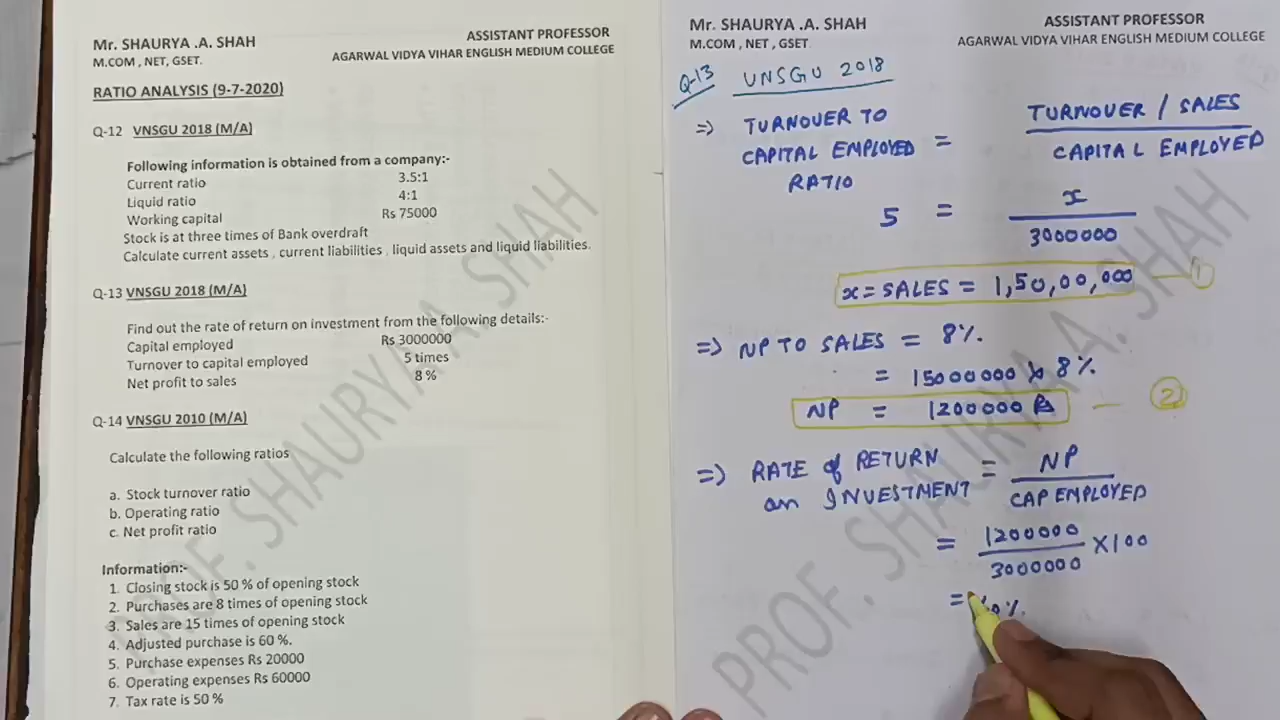 Mr. SHAURYA .A. SHAH
ASSISTANT PROFESSOR
M.COM , NET, GSET.
AGARWAL VIDYA VIHAR ENGLISH MEDIUM COLLEGE
RATIO ANALYSIS (9-7-2020)
Q-12 VNSGU 2018 (M/A)
Following information is obtained from a company:-
Current ratio 3.5:1
Liquid ratio 4:1
Working capital Rs 75000
Stock is at three times of Bank overdraft
Calculate current assets , current liabilities , liquid assets and liquid liabilities.
Q-13 VNSGU 2018 (M/A)
Find out the rate of return on investment from the following details:-
Capital employed Rs 3000000
Turnover to capital employed 5 times
Net profit to sales 8 %
Q-14 VNSGU 2010 (M/A)
Calculate the following ratios
a. Stock turnover ratio
b. Operating ratio
c. Net profit ratio
Information:-
1. Closing stock is 50 % of opening stock
2. Purchases are 8 times of opening stock
3. Sales are 15 times of opening stock
4. Adjusted purchase is 60 %.
5. Purchase expenses Rs 20000
6. Operating expenses Rs 60000
7. Tax rate is 50 %
PROF. SHAURYA A. SHAH
Mr. SHAURYA .A. SHAH
ASSISTANT PROFESSOR
M.COM , NET, GSET.
AGARWAL VIDYA VIHAR ENGLISH MEDIUM COLLEGE
Q-13 VNSGU 2018
=> TURNOVER TO CAPITAL EMPLOYED RATIO = TURNOVER / SALES
CAPITAL EMPLOYED
5 = x
3000000
x = SALES = 1,50,00,000 — 1
=> NP TO SALES = 8%.
= 15000000 x 8%.
NP = 1200000 Rs — 2
=> RATE of RETURN on INVESTMENT = NP
CAP EMPLOYED
= 1200000 X 100
3000000
= %.
PROF. SHAURYA A. SHAH